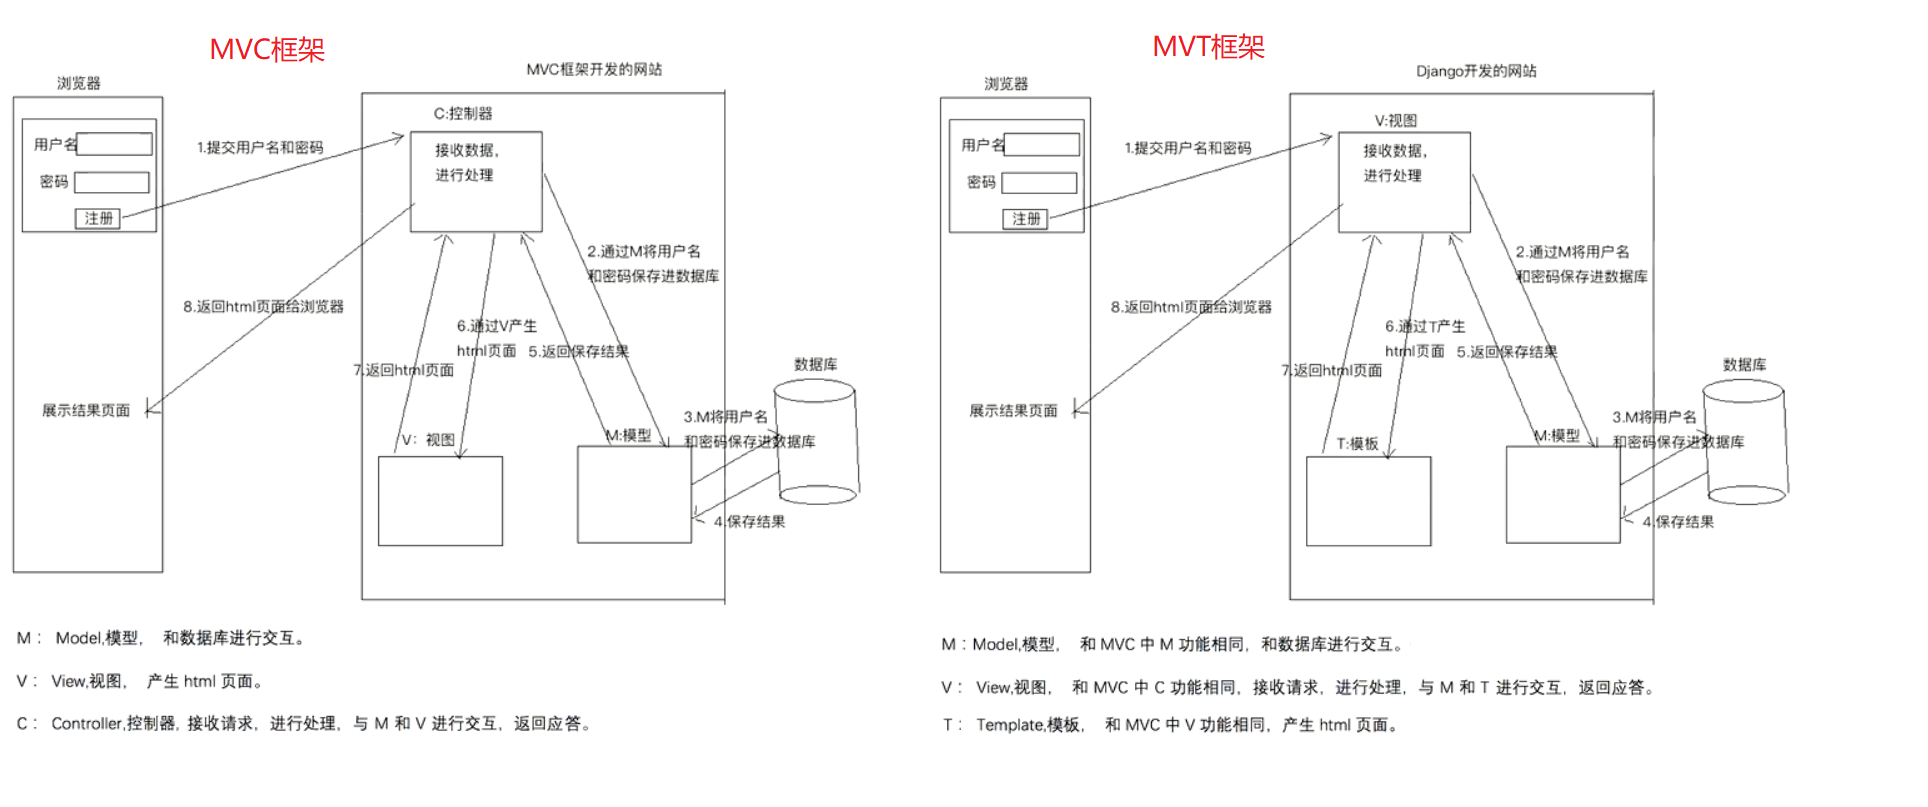 MVC框架
MVC框架开发的网站
浏览器
C:控制器
用户名
密码
注册
1.提交用户名和密码
接收数据，
进行处理
2.通过M将用户名
和密码保存进数据库
8.返回html页面给浏览器
6.通过V产生
html页面
5.返回保存结果
7.返回html页面
数据库
展示结果页面
V：视图
M:模型
3.M将用户名
和密码保存进数据库
4.保存结果
M： Model,模型， 和数据库进行交互。
V： View,视图， 产生 html 页面。
C： Controller,控制器，接收请求，进行处理，与 M 和 V 进行交互，返回应答。
MVT框架
Django开发的网站
浏览器
V:视图
用户名
密码
注册
1.提交用户名和密码
接收数据，
进行处理
2.通过M将用户名
和密码保存进数据库
8.返回html页面给浏览器
6.通过T产生
html页面
5.返回保存结果
7.返回html页面
数据库
展示结果页面
T:模板
M:模型
3.M将用户名
和密码保存进数据库
4.保存结果
M：Model,模型， 和 MVC 中 M 功能相同，和数据库进行交互。
V： View,视图， 和 MVC 中 C 功能相同，接收请求，进行处理，与 M 和 T 进行交互，返回应答。
T： Template,模板， 和 MVC 中 V 功能相同，产生 html 页面。